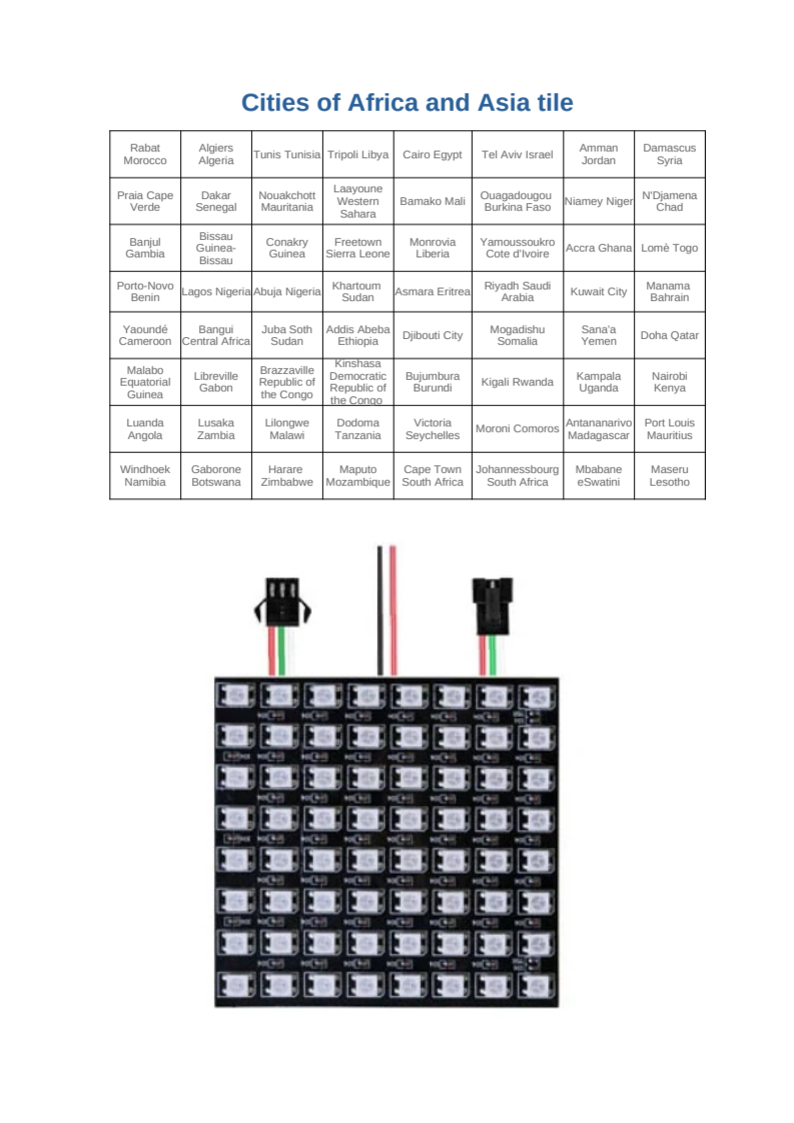 Cities of Africa and Asia tile
Rabat Morocco
Algiers Algeria
Tunis Tunisia
Tripoli Libya
Cairo Egypt
Tel Aviv Israel
Amman Jordan
Damascus Syria
Praia Cape Verde
Dakar Senegal
Nouakchott Mauritania
Laayoune Western Sahara
Bamako Mali
Ouagadougou Burkina Faso
Niamey Niger
N'Djamena Chad
Banjul Gambia
Bissau Guinea-Bissau
Conakry Guinea
Freetown Sierra Leone
Monrovia Liberia
Yamoussoukro Cote d'Ivoire
Accra Ghana
Lomè Togo
Porto-Novo Benin
Lagos Nigeria
Abuja Nigeria
Khartoum Sudan
Asmara Eritrea
Riyadh Saudi Arabia
Kuwait City
Manama Bahrain
Yaoundé Cameroon
Bangui Central Africa
Juba Soth Sudan
Addis Abeba Ethiopia
Djibouti City
Mogadishu Somalia
Sana'a Yemen
Doha Qatar
Malabo Equatorial Guinea
Libreville Gabon
Brazzaville Republic of the Congo
Kinshasa Democratic Republic of the Congo
Bujumbura Burundi
Kigali Rwanda
Kampala Uganda
Nairobi Kenya
Luanda Angola
Lusaka Zambia
Lilongwe Malawi
Dodoma Tanzania
Victoria Seychelles
Moroni Comoros
Antananarivo Madagascar
Port Louis Mauritius
Windhoek Namibia
Gaborone Botswana
Harare Zimbabwe
Maputo Mozambique
Cape Town South Africa
Johannessbourg South Africa
Mbabane eSwatini
Maseru Lesotho